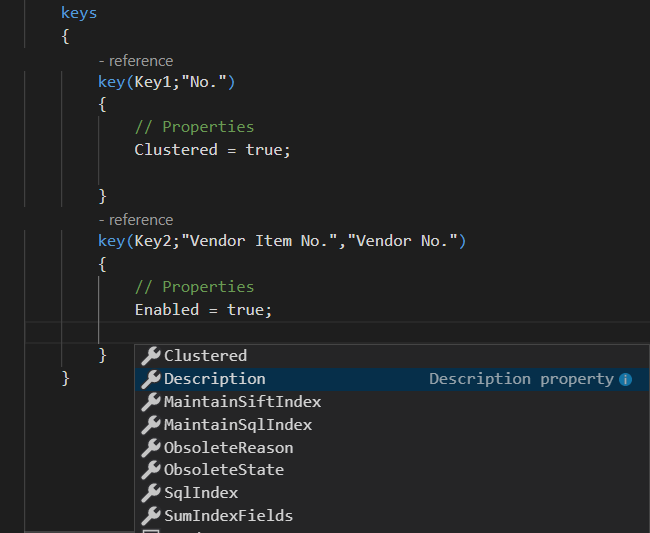 keys
{
- reference
key(Key1;"No.")
{
// Properties
Clustered = true;
}
- reference
key(Key2;"Vendor Item No.","Vendor No.")
{
// Properties
Enabled = true;
}
}
Clustered
Description Description property
MaintainSiftIndex
MaintainSqlIndex
ObsoleteReason
ObsoleteState
SqlIndex
SumIndexFields